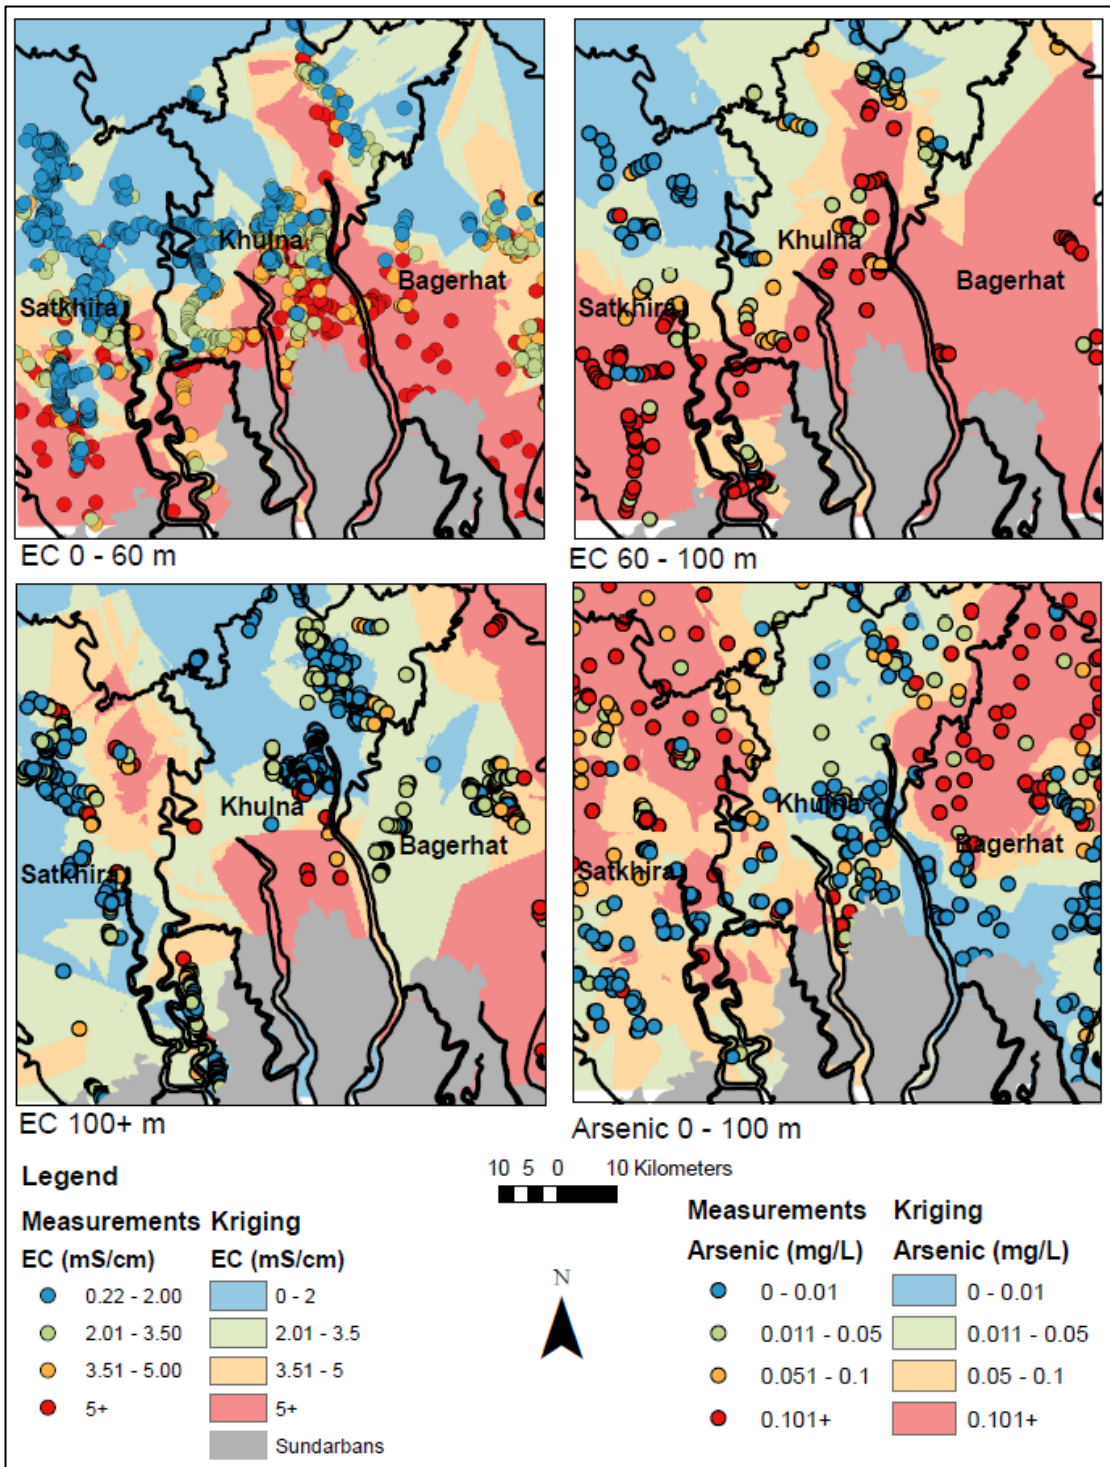 Khulna
Bagerhat
Satkhira
EC 0 - 60 m
Khulna
Bagerhat
Satkhira
EC 60 - 100 m
Khulna
Bagerhat
Satkhira
EC 100+ m
Khulna
Bagerhat
Satkhira
Arsenic 0 - 100 m
10 5 0 10 Kilometers
N
Legend
Measurements Kriging
EC (mS/cm) EC (mS/cm)
0.22 - 2.00 0 - 2
2.01 - 3.50 2.01 - 3.5
3.51 - 5.00 3.51 - 5
5+ 5+
Sundarbans
Measurements Kriging
Arsenic (mg/L) Arsenic (mg/L)
0 - 0.01 0 - 0.01
0.011 - 0.05 0.011 - 0.05
0.051 - 0.1 0.05 - 0.1
0.101+ 0.101+